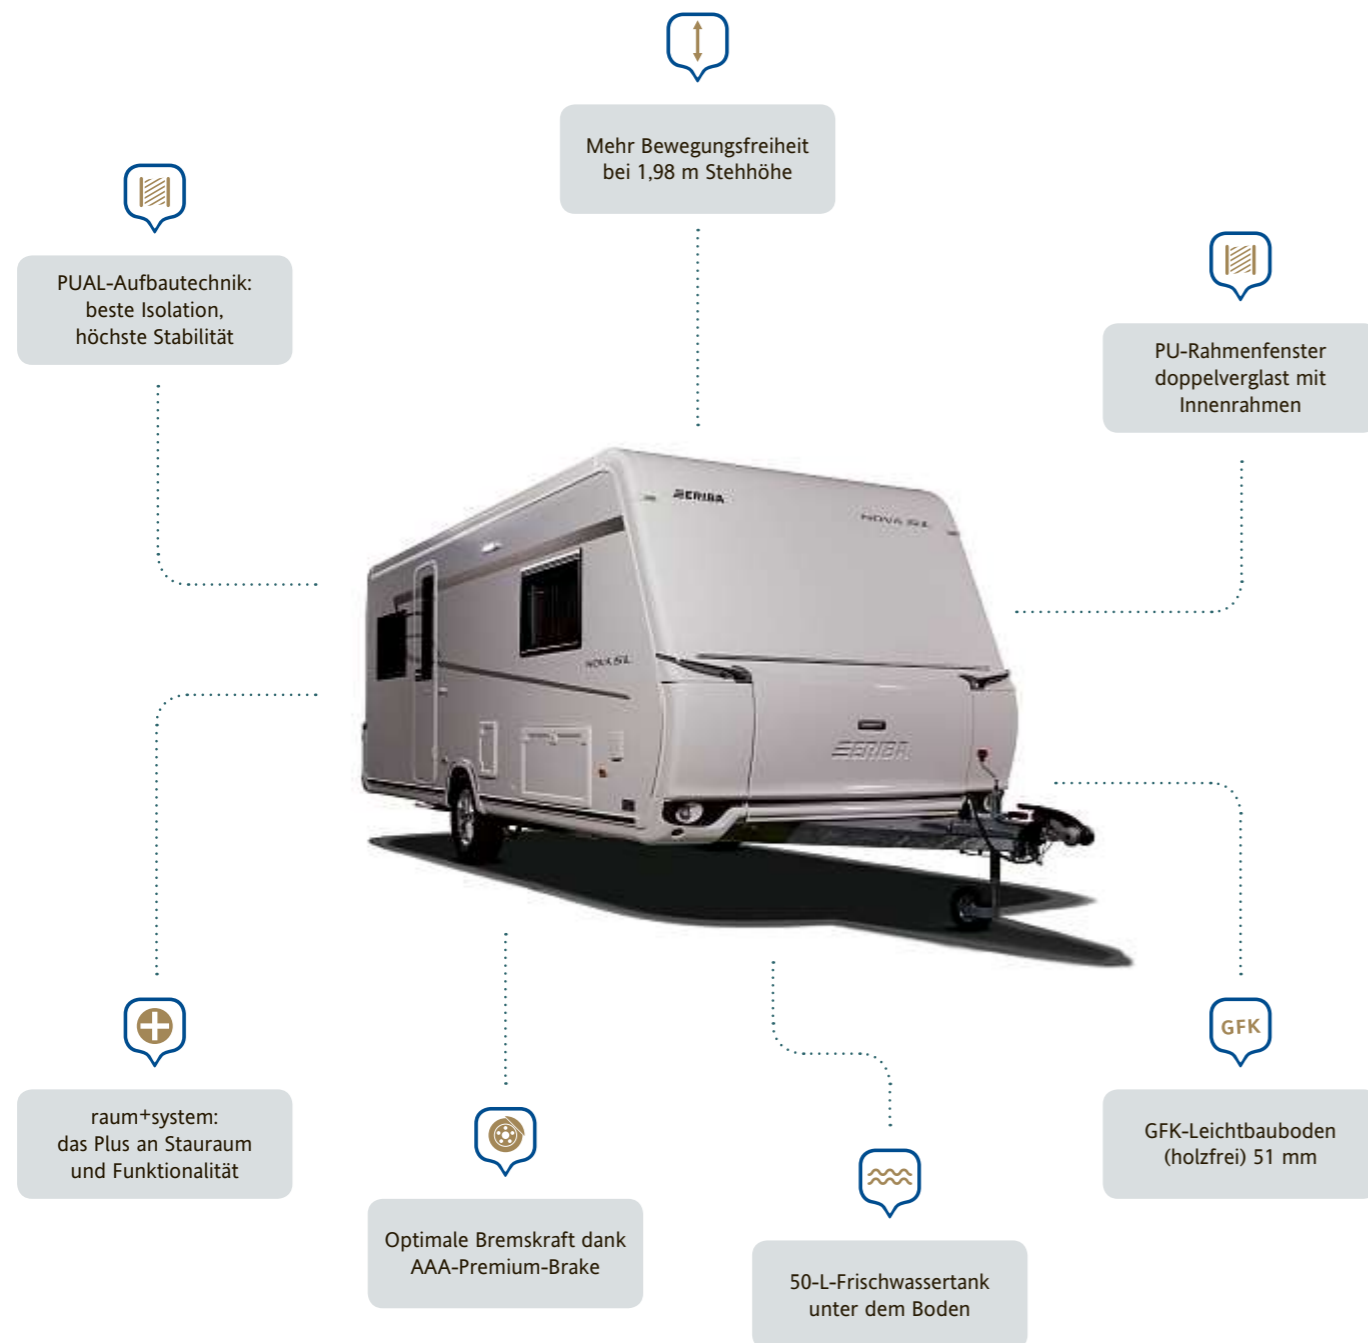 Mehr Bewegungsfreiheit
bei 1,98 m Stehhöhe
PUAL-Aufbautechnik:
beste Isolation,
höchste Stabilität
PU-Rahmenfenster
doppelverglast mit
Innenrahmen
ERIBA
NOVA SL
NOVA SL
ERIBA
GFK
raum+system:
das Plus an Stauraum
und Funktionalität
GFK-Leichtbauboden
(holzfrei) 51 mm
Optimale Bremskraft dank
AAA-Premium-Brake
50-L-Frischwassertank
unter dem Boden